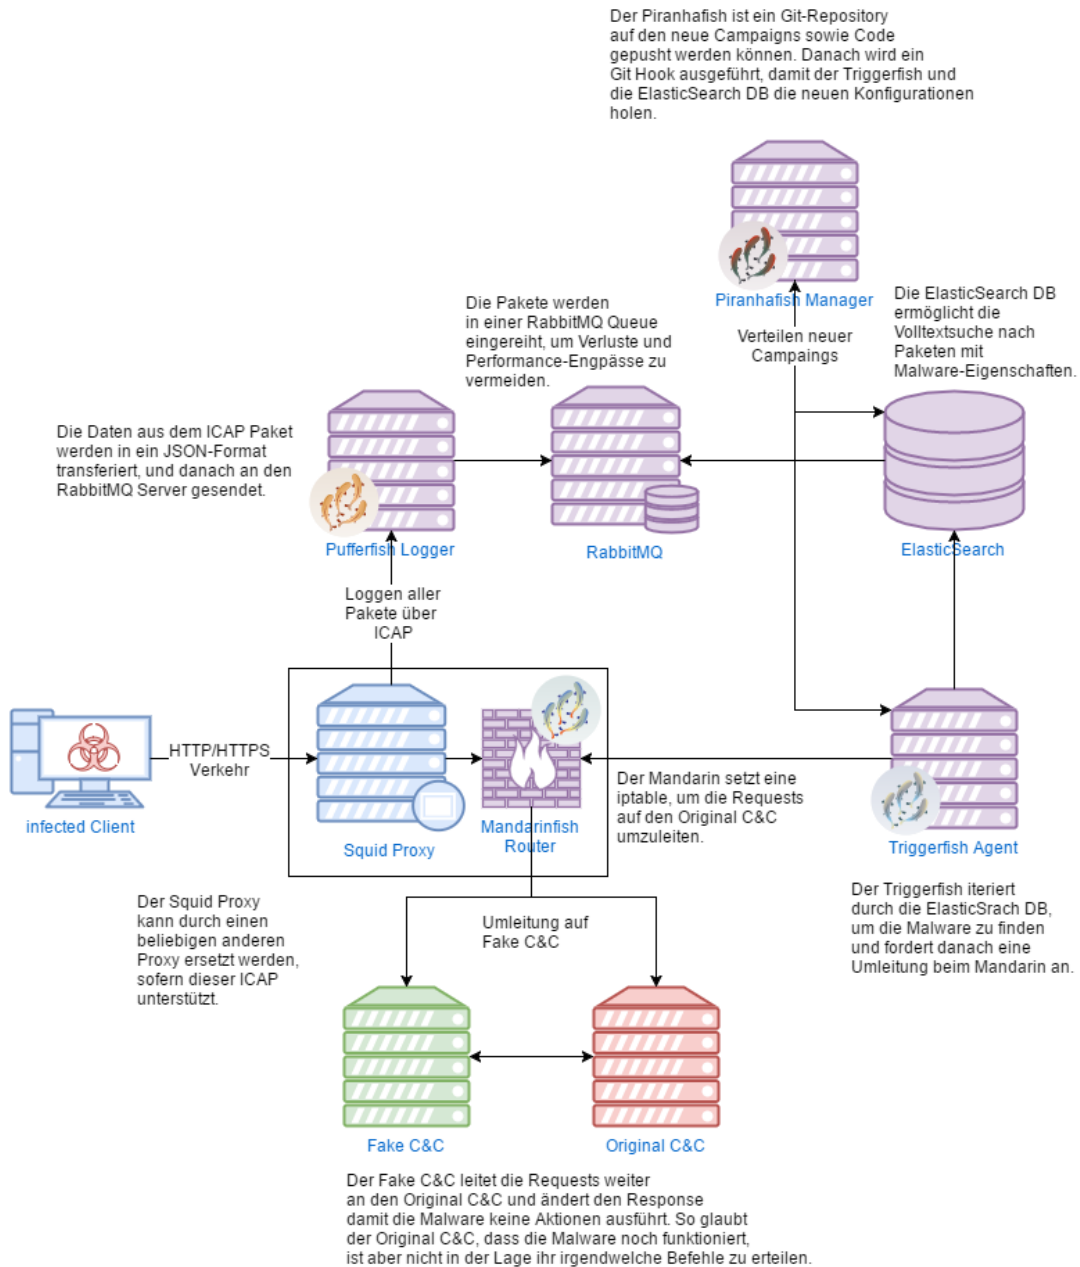 Der Piranhafish ist ein Git-Repository
auf den neue Campaigns sowie Code
gepusht werden können. Danach wird ein
Git Hook ausgeführt, damit der Triggerfish und
die ElasticSearch DB die neuen Konfigurationen
holen.
Piranhafish Manager
Die Pakete werden
in einer RabbitMQ Queue
eingereiht, um Verluste und
Performance-Engpässe zu
vermeiden.
Verteilen neuer
Campaings
Die ElasticSearch DB
ermöglicht die
Volltextsuche nach
Paketen mit
Malware-Eigenschaften.
Die Daten aus dem ICAP Paket
werden in ein JSON-Format
transferiert, und danach an den
RabbitMQ Server gesendet.
Pufferfish Logger
RabbitMQ
ElasticSearch
Loggen aller
Pakete über
ICAP
HTTP/HTTPS
Verkehr
infected Client
Squid Proxy
Mandarinfish
Router
Der Mandarin setzt eine
iptable, um die Requests
auf den Original C&C
umzuleiten.
Triggerfish Agent
Der Squid Proxy
kann durch einen
beliebigen anderen
Proxy ersetzt werden,
sofern dieser ICAP
unterstützt.
Umleitung auf
Fake C&C
Der Triggerfish iteriert
durch die ElasticSrach DB,
um die Malware zu finden
und fordert danach eine
Umleitung beim Mandarin an.
Fake C&C
Original C&C
Der Fake C&C leitet die Requests weiter
an den Original C&C und ändert den Response
damit die Malware keine Aktionen ausführt. So glaubt
der Original C&C, dass die Malware noch funktioniert,
ist aber nicht in der Lage ihr irgendwelche Befehle zu erteilen.